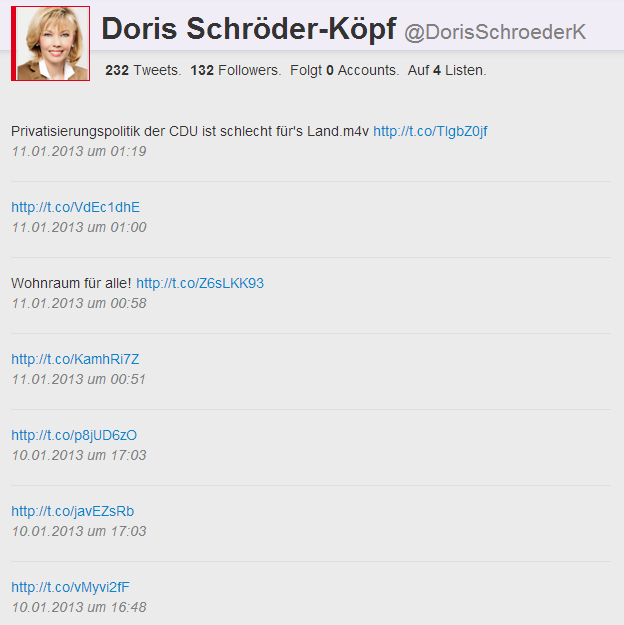 Doris Schröder-Köpf @DorisSchroederK
232 Tweets. 132 Followers. Folgt 0 Accounts. Auf 4 Listen.
Privatisierungspolitik der CDU ist schlecht für's Land.m4v http://t.co/TlgbZ0jf
11.01.2013 um 01:19
http://t.co/VdEc1dhE
11.01.2013 um 01:00
Wohnraum für alle! http://t.co/Z6sLKK93
11.01.2013 um 00:58
http://t.co/KamhRi7Z
11.01.2013 um 00:51
http://t.co/p8jUD6zO
10.01.2013 um 17:03
http://t.co/javEZsRb
10.01.2013 um 17:03
http://t.co/vMyvi2fF
10.01.2013 um 16:48